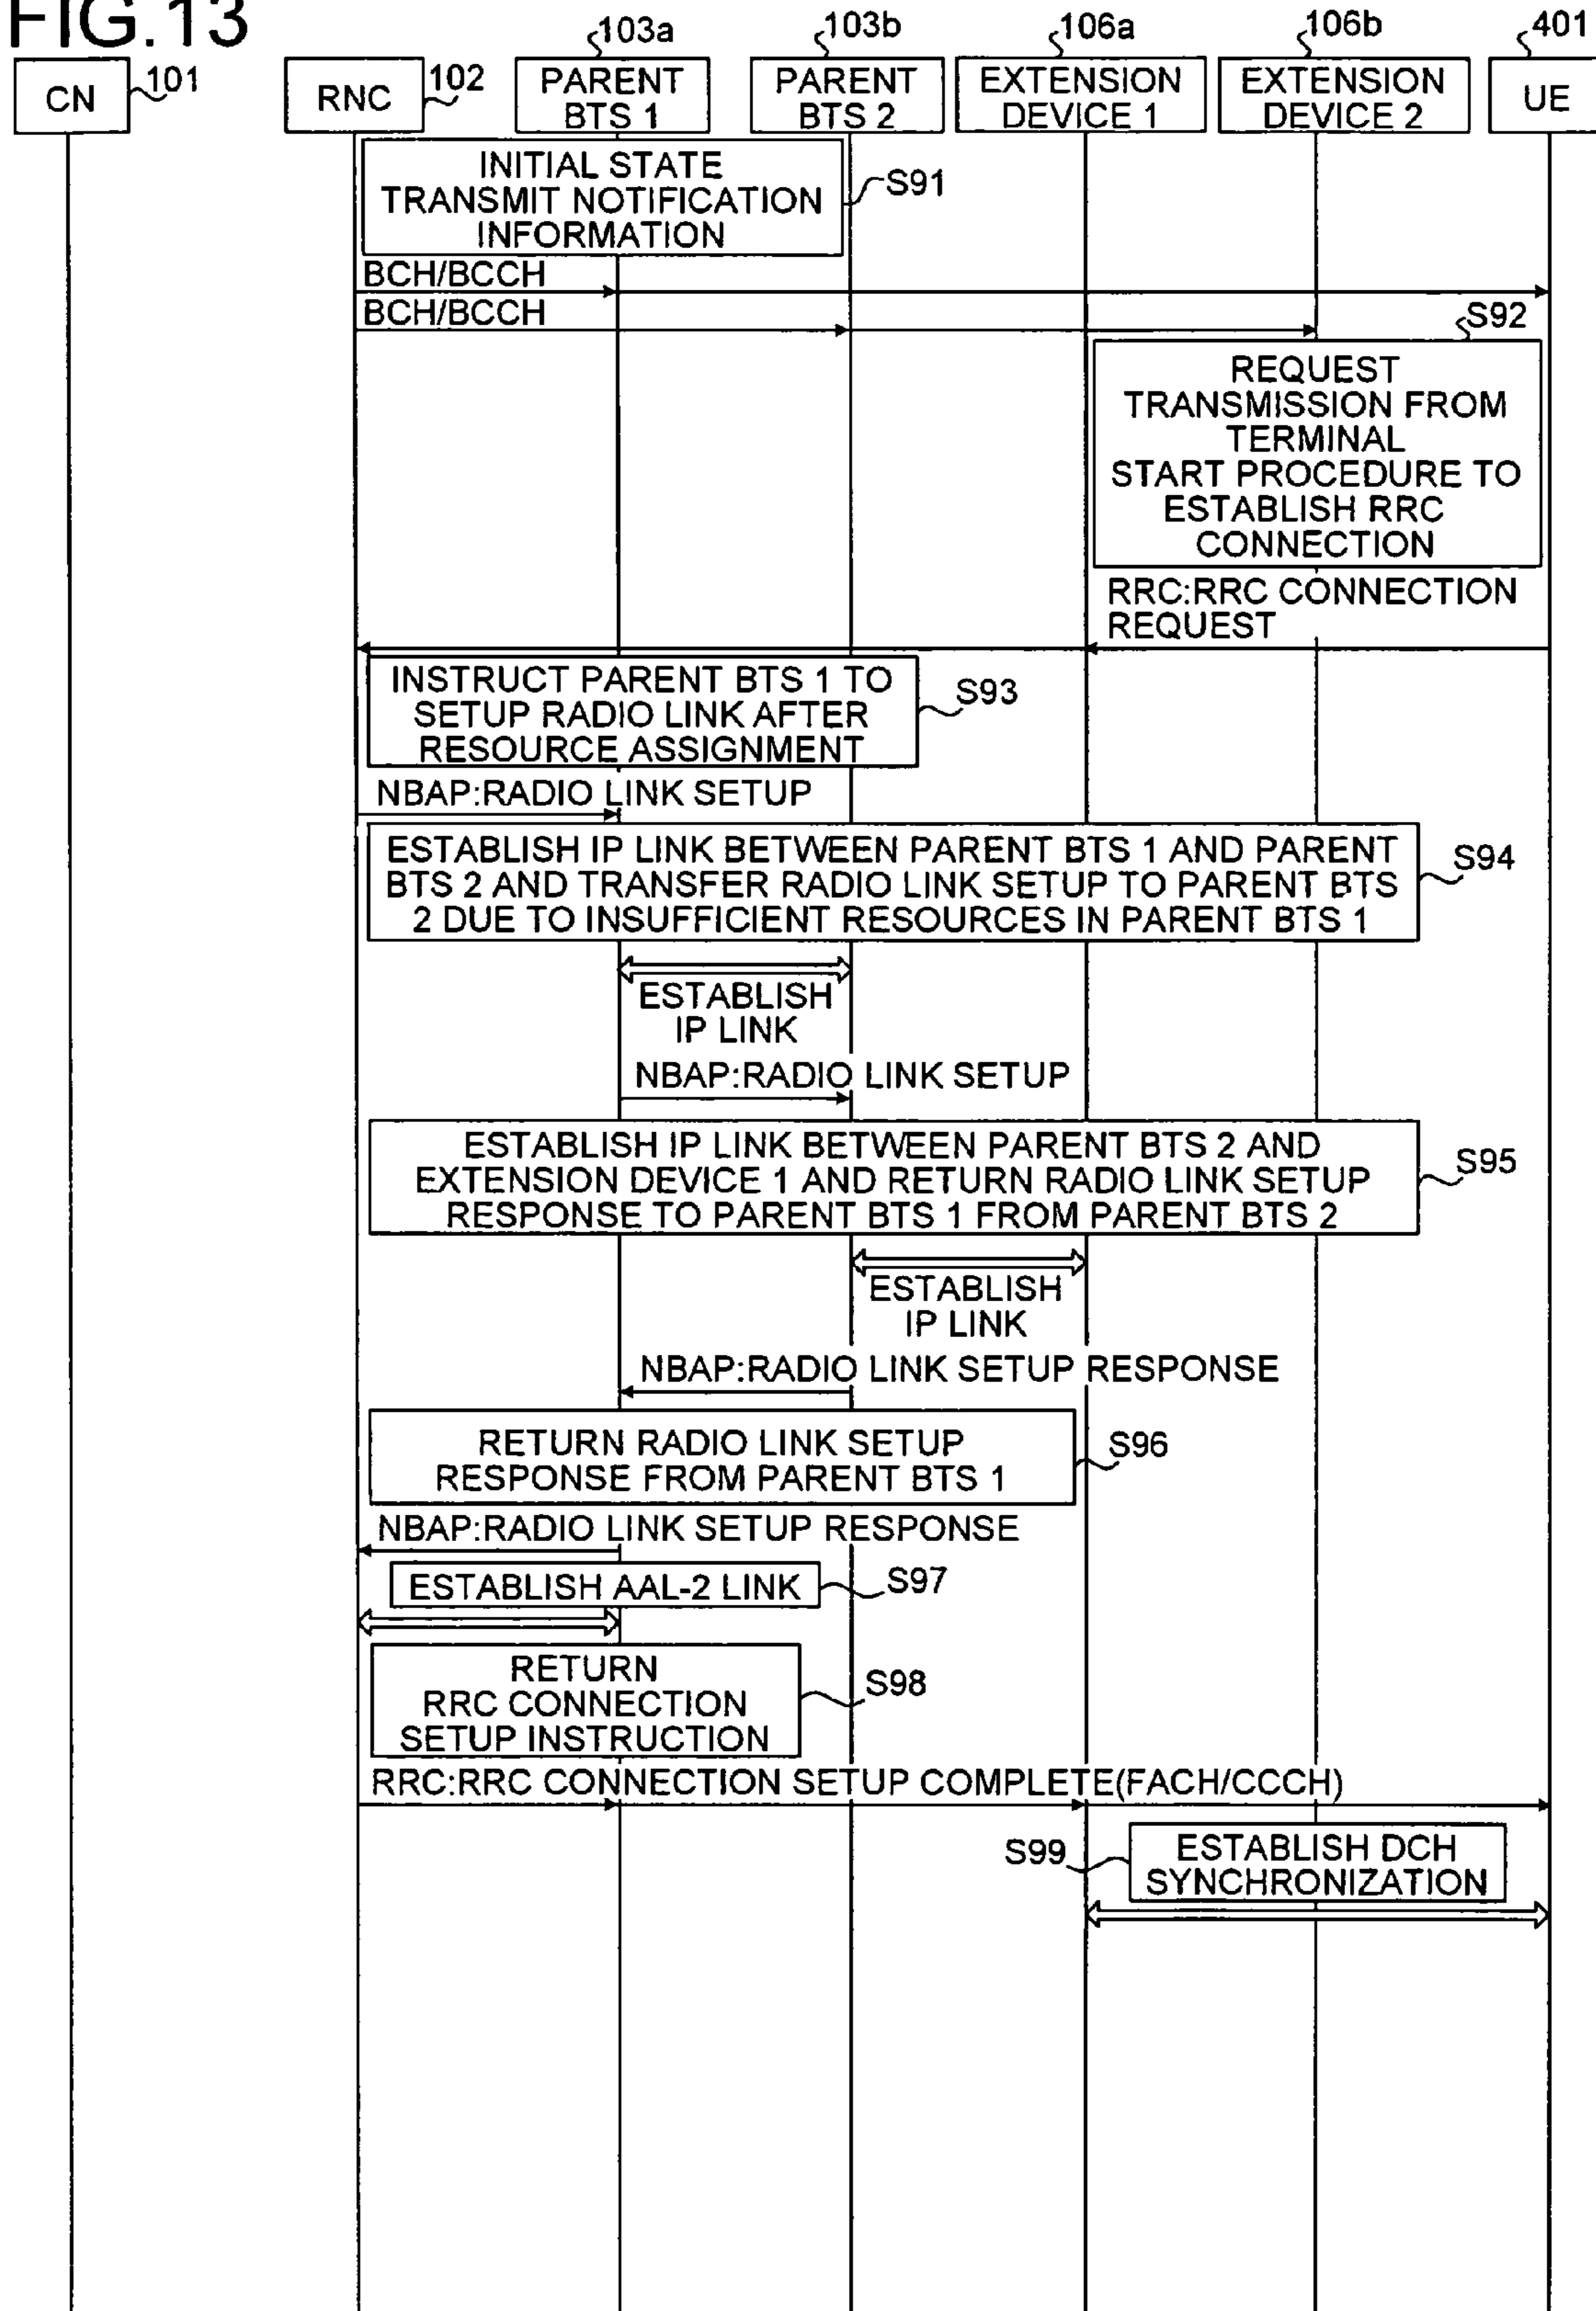 FIG.13
103a
103b
106a
106b
401
CN
101
RNC
102
PARENT
BTS 1
PARENT
BTS 2
EXTENSION
DEVICE 1
EXTENSION
DEVICE 2
UE
INITIAL STATE
TRANSMIT NOTIFICATION
INFORMATION
S91
BCH/BCCH
BCH/BCCH
S92
REQUEST
TRANSMISSION FROM
TERMINAL
START PROCEDURE TO
ESTABLISH RRC
CONNECTION
RRC:RRC CONNECTION
REQUEST
INSTRUCT PARENT BTS 1 TO
SETUP RADIO LINK AFTER
RESOURCE ASSIGNMENT
S93
NBAP:RADIO LINK SETUP
ESTABLISH IP LINK BETWEEN PARENT BTS 1 AND PARENT
BTS 2 AND TRANSFER RADIO LINK SETUP TO PARENT BTS
2 DUE TO INSUFFICIENT RESOURCES IN PARENT BTS 1
S94
ESTABLISH
IP LINK
NBAP:RADIO LINK SETUP
ESTABLISH IP LINK BETWEEN PARENT BTS 2 AND
EXTENSION DEVICE 1 AND RETURN RADIO LINK SETUP
RESPONSE TO PARENT BTS 1 FROM PARENT BTS 2
S95
ESTABLISH
IP LINK
NBAP:RADIO LINK SETUP RESPONSE
RETURN RADIO LINK SETUP
RESPONSE FROM PARENT BTS 1
S96
NBAP:RADIO LINK SETUP RESPONSE
ESTABLISH AAL-2 LINK
S97
RETURN
RRC CONNECTION
SETUP INSTRUCTION
S98
RRC:RRC CONNECTION SETUP COMPLETE(FACH/CCCH)
S99
ESTABLISH DCH
SYNCHRONIZATION